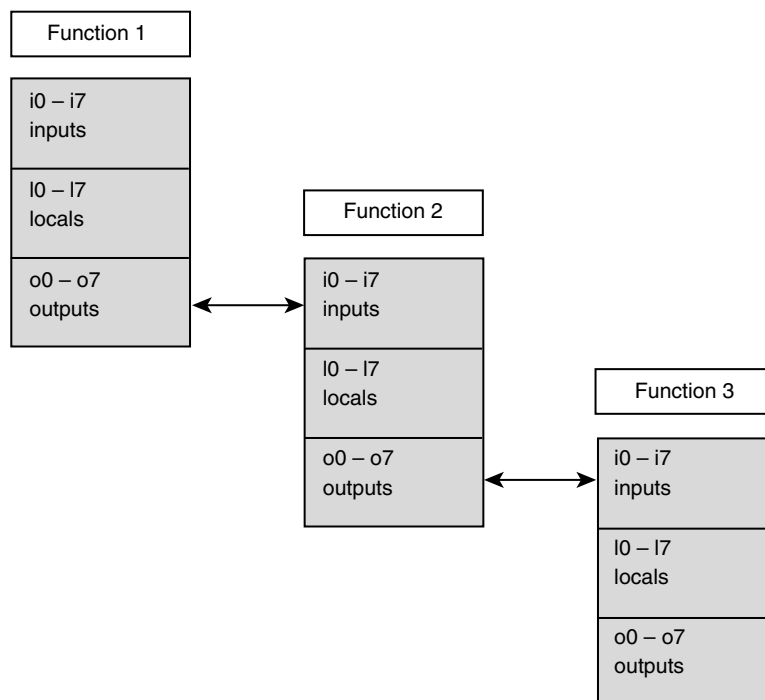 Function 1
i0 – i7
inputs
l0 – l7
locals
o0 – o7
outputs
Function 2
i0 – i7
inputs
l0 – l7
locals
o0 – o7
outputs
Function 3
i0 – i7
inputs
l0 – l7
locals
o0 – o7
outputs